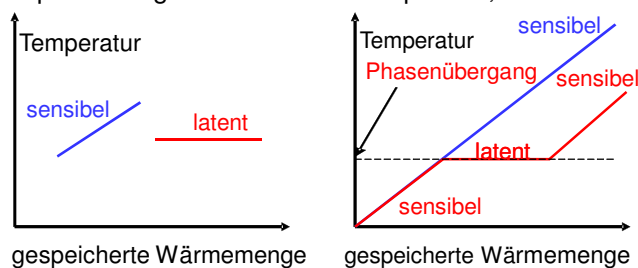 Temperatur
sensibel
latent
gespeicherte Wärmemenge
sensibel
Temperatur
Phasenübergang
sensibel
latent
sensibel
gespeicherte Wärmemenge